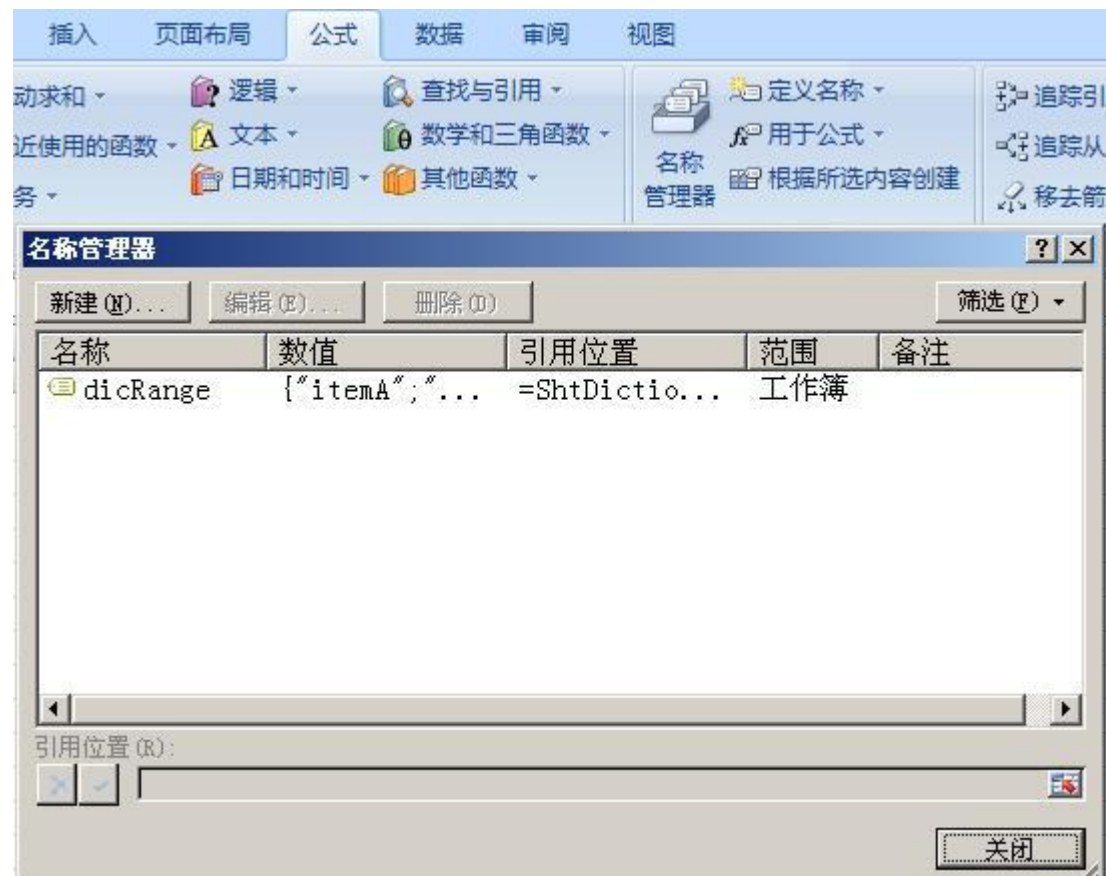 插入 页面布局 公式 数据 审阅 视图
动求和 逻辑 查找与引用 定义名称 追踪引
近使用的函数 文本 数学和三角函数 用于公式 追踪从
务 日期和时间 其他函数 名称管理器 根据所选内容创建 移去箭
名称管理器
新建(N)... 编辑(E)... 删除(D) 筛选(F)
名称 数值 引用位置 范围 备注
dicRange {"itemA";"... =ShtDictio... 工作簿
引用位置(R):
关闭